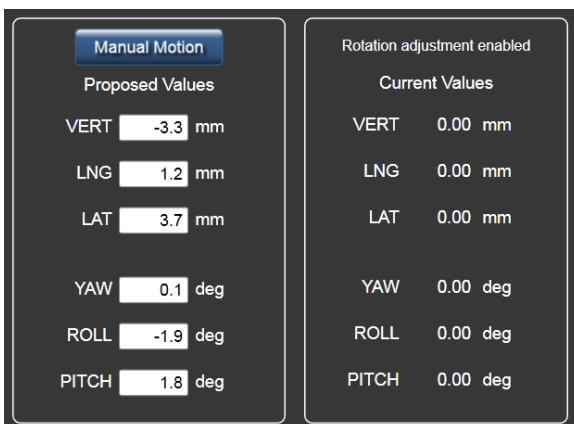 Manual Motion
Proposed Values
VERT -3.3 mm
LNG 1.2 mm
LAT 3.7 mm
YAW 0.1 deg
ROLL -1.9 deg
PITCH 1.8 deg
Rotation adjustment enabled
Current Values
VERT 0.00 mm
LNG 0.00 mm
LAT 0.00 mm
YAW 0.00 deg
ROLL 0.00 deg
PITCH 0.00 deg